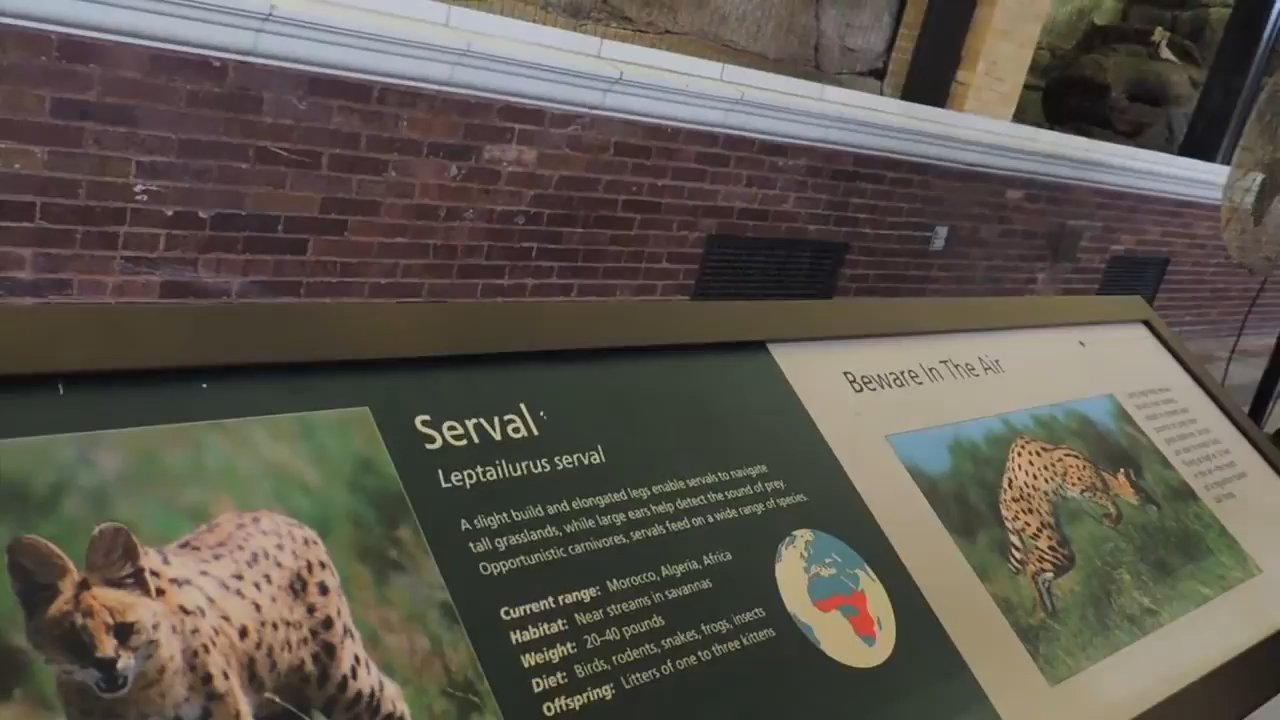 Serval
Leptailurus serval
A slight build and elongated legs enable servals to navigate
tall grasslands, while large ears help detect the sound of prey.
Opportunistic carnivores, servals feed on a wide range of species.
Current range: Morocco, Algeria, Africa
Habitat: Near streams in savannas
Weight: 20-40 pounds
Diet: Birds, rodents, snakes, frogs, insects
Offspring: Litters of one to three kittens
Beware In The Air